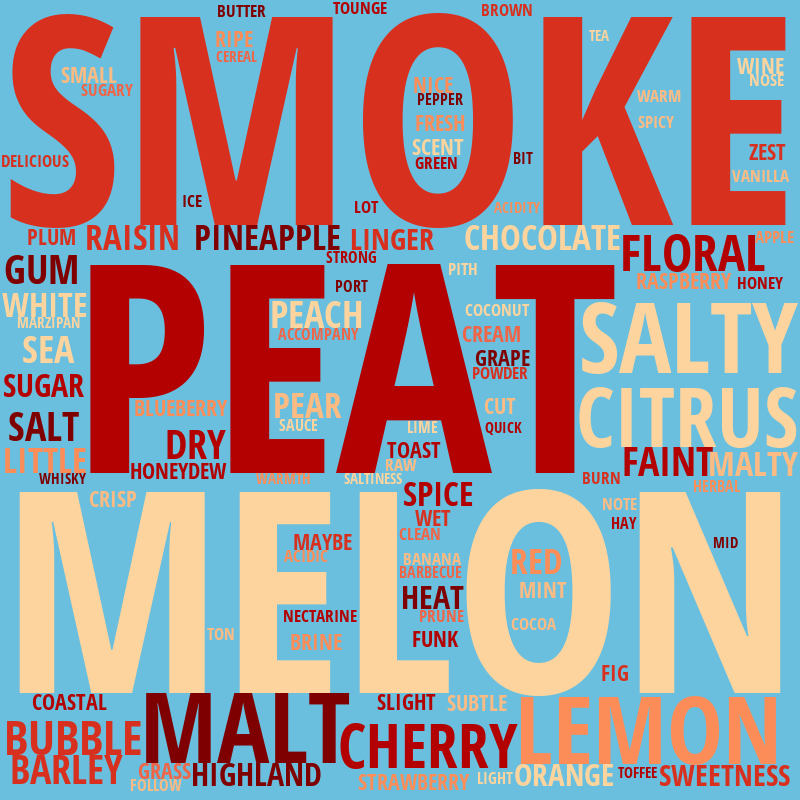 BUTTER
TOUNGE
BROWN
SMOKE
RIPE
TEA
CEREAL
WINE
SMALL
NOSE
SUGARY
NICE
PEPPER
WARM
FRESH
SPICY
SCENT
ZEST
DELICIOUS
GREEN
BIT
VANILLA
ICE
LOT
ACIDITY
PLUM
RAISIN
PINEAPPLE
LINGER
CHOCOLATE
APPLE
FLORAL
STRONG
GUM
PITH
PEAT
PORT
RASPBERRY
HONEY
WHITE
PEACH
COCONUT
SALTY
MARZIPAN
ACCOMPANY
CREAM
SEA
GRAPE
POWDER
SUGAR
BLUEBERRY
PEAR
CUT
CITRUS
SALT
SAUCE
LIME
QUICK
DRY
TOAST
LITTLE
RAW
FAINT
MALTY
HONEYDEW
WHISKY
WARMTH
SALTINESS
BURN
HERBAL
CRISP
SPICE
NOTE
MELON
WET
HAY
CLEAN
MAYBE
MID
ACIDIC
BANANA
RED
BARBECUE
MINT
HEAT
NECTARINE
PRUNE
COCOA
TON
BRINE
FUNK
FIG
COASTAL
SLIGHT
SUBTLE
MALT
LEMON
BUBBLE
CHERRY
BARLEY
GRASS
HIGHLAND
STRAWBERRY
LIGHT
ORANGE
TOFFEE
SWEETNESS
FOLLOW